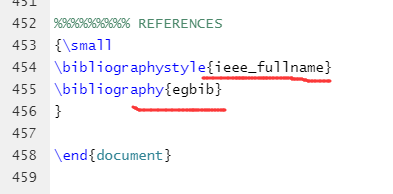 451
452 %%%%%%%%% REFERENCES
453 {\small
454 \bibliographystyle{ieee_fullname}
455 \bibliography{egbib}
456 }
457
458 \end{document}
459